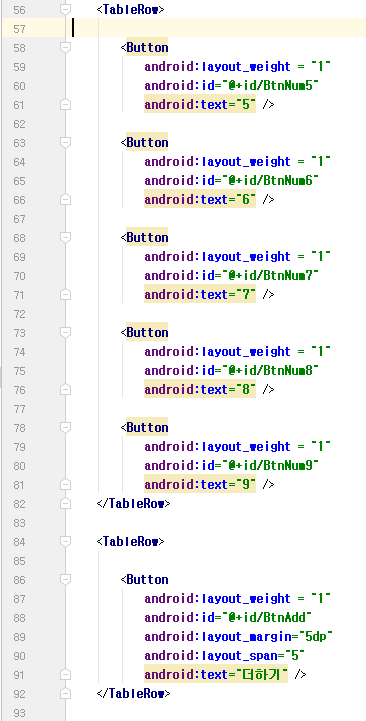 56 <TableRow>
57
58 <Button
59 android:layout_weight = "1"
60 android:id="@+id/BtnNum5"
61 android:text="5" />
62
63 <Button
64 android:layout_weight = "1"
65 android:id="@+id/BtnNum6"
66 android:text="6" />
67
68 <Button
69 android:layout_weight = "1"
70 android:id="@+id/BtnNum7"
71 android:text="7" />
72
73 <Button
74 android:layout_weight = "1"
75 android:id="@+id/BtnNum8"
76 android:text="8" />
77
78 <Button
79 android:layout_weight = "1"
80 android:id="@+id/BtnNum9"
81 android:text="9" />
82 </TableRow>
83
84 <TableRow>
85
86 <Button
87 android:layout_weight = "1"
88 android:id="@+id/BtnAdd"
89 android:layout_margin="5dp"
90 android:layout_span="5"
91 android:text="더하기" />
92 </TableRow>
93